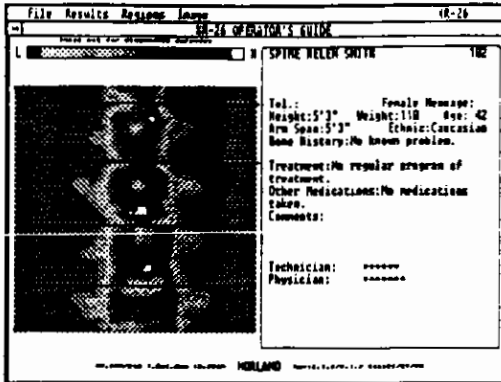 File Results Regions Image XR-26
XR-26 OPERATOR'S GUIDE
L H
SPINE HELEN SMITH 102
Tel.: Female Menopause:
Height:5'3" Weight:110 Age: 42
Arm Span:5'3" Ethnic:Caucasian
Bone History:No known problem.
Treatment:No regular program of
treatment.
Other Medications:No medications
taken.
Comments:
Technician: ******
Physician: *******
NORLAND